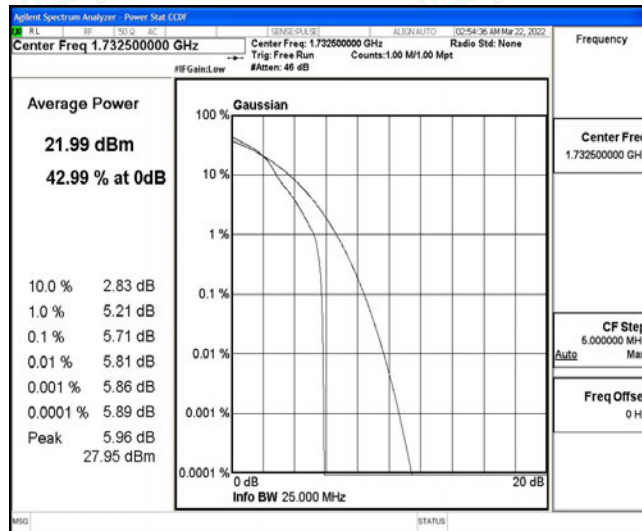 Agilent Spectrum Analyzer - Power Stat CCDF
RL RF 50 Ω AC SENSE:PULSE ALIGN AUTO 02:54:36 AM Mar 22, 2022
Center Freq 1.732500000 GHz
Center Freq: 1.732500000 GHz Radio Std: None
Trig: Free Run Counts:1.00 M/1.00 Mpt
#IFGain:Low #Atten: 46 dB
Frequency
Average Power
21.99 dBm
42.99 % at 0dB
10.0 % 2.83 dB
1.0 % 5.21 dB
0.1 % 5.71 dB
0.01 % 5.81 dB
0.001 % 5.86 dB
0.0001 % 5.89 dB
Peak 5.96 dB
27.95 dBm
Gaussian
100 %
10 %
1 %
0.1 %
0.01 %
0.001 %
0.0001 %
0 dB 20 dB
Info BW 25.000 MHz
Center Fre
1.732500000 GH
CF Ste
5.000000 MH
Auto Ma
Freq Offse
0 H
MSG STATUS